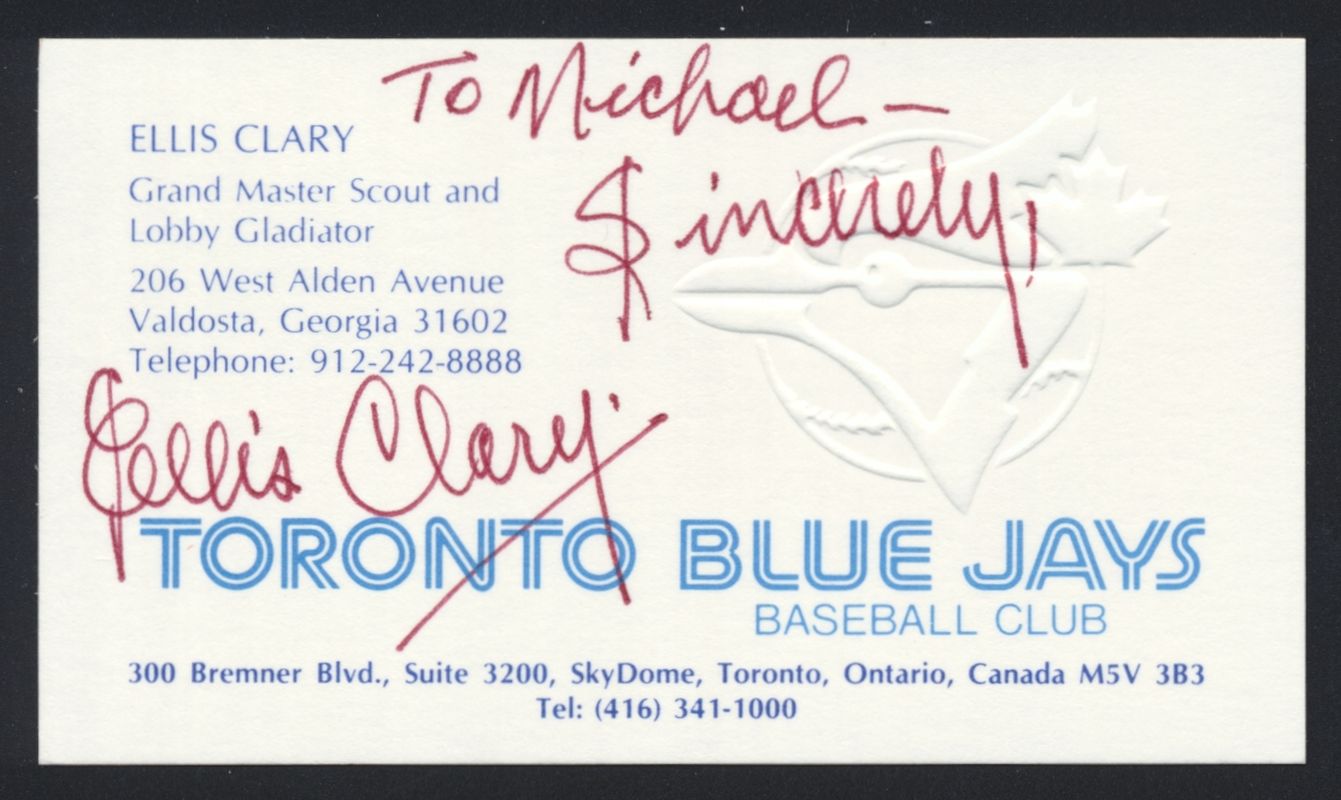 To Michael —
ELLIS CLARY
Sincerely,
Grand Master Scout and
Lobby Gladiator
206 West Alden Avenue
Valdosta, Georgia 31602
Telephone: 912-242-8888
Ellis Clary
TORONTO BLUE JAYS
BASEBALL CLUB
300 Bremner Blvd., Suite 3200, SkyDome, Toronto, Ontario, Canada M5V 3B3
Tel: (416) 341-1000